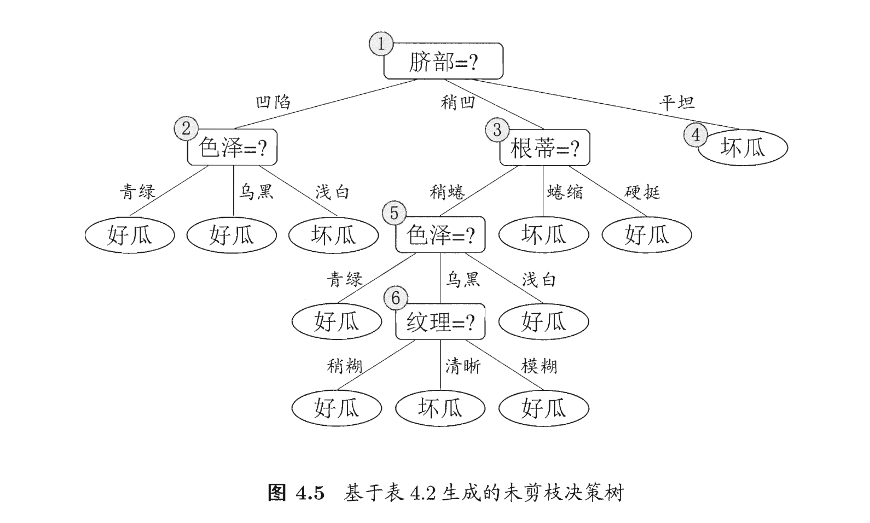 1
脐部=?
凹陷 稍凹 平坦
2 3 4
色泽=? 根蒂=? 坏瓜
青绿 乌黑 浅白 稍蜷 蜷缩 硬挺
5
好瓜 好瓜 坏瓜 色泽=? 坏瓜 好瓜
青绿 乌黑 浅白
6
好瓜 纹理=? 好瓜
稍糊 清晰 模糊
好瓜 坏瓜 好瓜
图 4.5 基于表 4.2 生成的未剪枝决策树